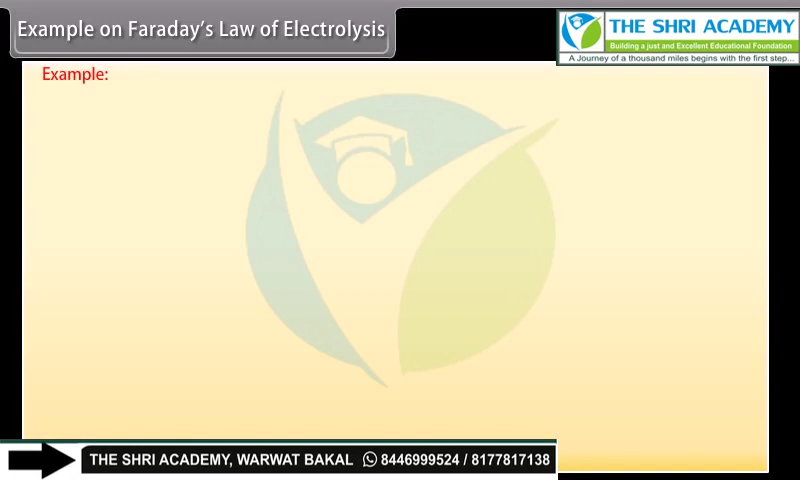 Example on Faraday's Law of Electrolysis
THE SHRI ACADEMY
Building a just and Excellent Educational Foundation
A Journey of a thousand miles begins with the first step...
Example:
THE SHRI ACADEMY, WARWAT BAKAL 8446999524 / 8177817138